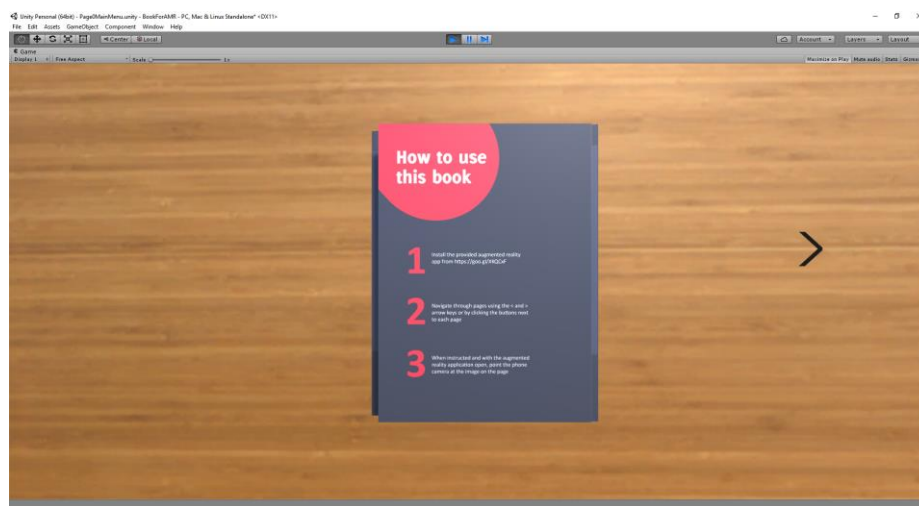 Unity Personal (64bit) - Page0MainMenu.unity - BookForAMR - PC, Mac & Linux Standalone* <DX11>
File Edit Assets GameObject Component Window Help
Center Local Account Layers Layout
Game
Display 1 Free Aspect Scale 1x Maximize on Play Mute audio Stats Gizmos
How to use
this book
1
Install the provided augmented reality
app from
2
Navigate through pages using the < and >
arrow keys or by clicking the buttons next
to each page
>
3
When instructed and with the augmented
reality application open, point the phone
camera at the image on the page